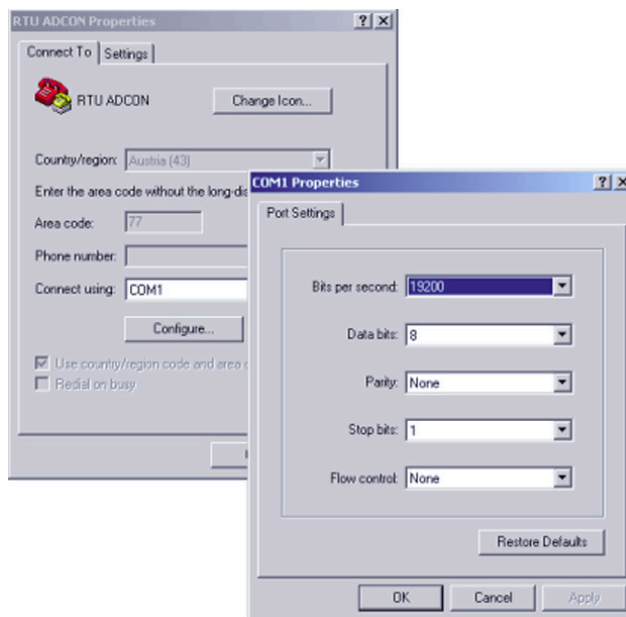 RTU ADCON Properties
Connect To
Settings
RTU ADCON
Change Icon...
Country/region:
Austria (43)
Enter the area code without the
Area code:
77
Phone number:
Connect using:
COM1
Configure...
Use country/region code and area
Redial on busy
COM1 Properties
Port Settings
Bits per second:
19200
Data bits:
8
Parity:
None
Stop bits:
1
Flow control:
None
Restore Defaults
OK
Cancel
Apply